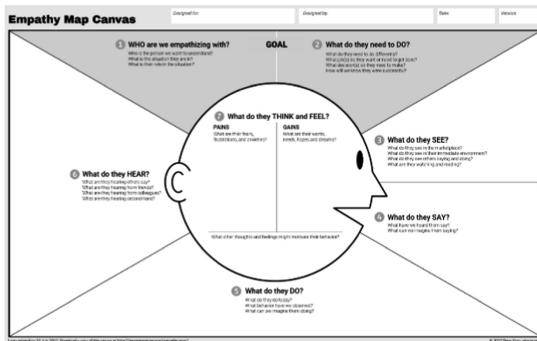 Empathy Map Canvas
Designed for:
Designed by:
Date:
Version:
1 WHO are we empathizing with?
Who is the person we want to understand?
What is the situation they are in?
What is their role in the situation?
GOAL
2 What do they need to DO?
What do they need to do differently?
What job(s) do they want or need to get done?
What decision(s) do they need to make?
How will we know they were successful?
7 What do they THINK and FEEL?
PAINS
What are their fears,
frustrations, and anxieties?
GAINS
What are their wants,
needs, hopes and dreams?
3 What do they SEE?
What do they see in the marketplace?
What do they see in their immediate environment?
What do they see others saying and doing?
What are they watching and reading?
6 What do they HEAR?
What are they hearing others say?
What are they hearing from friends?
What are they hearing from colleagues?
What are they hearing second-hand?
4 What do they SAY?
What have we heard them say?
What can we imagine them saying?
What other thoughts and feelings might motivate their behavior?
5 What do they DO?
What do they do today?
What behavior have we observed?
What can we imagine them doing?